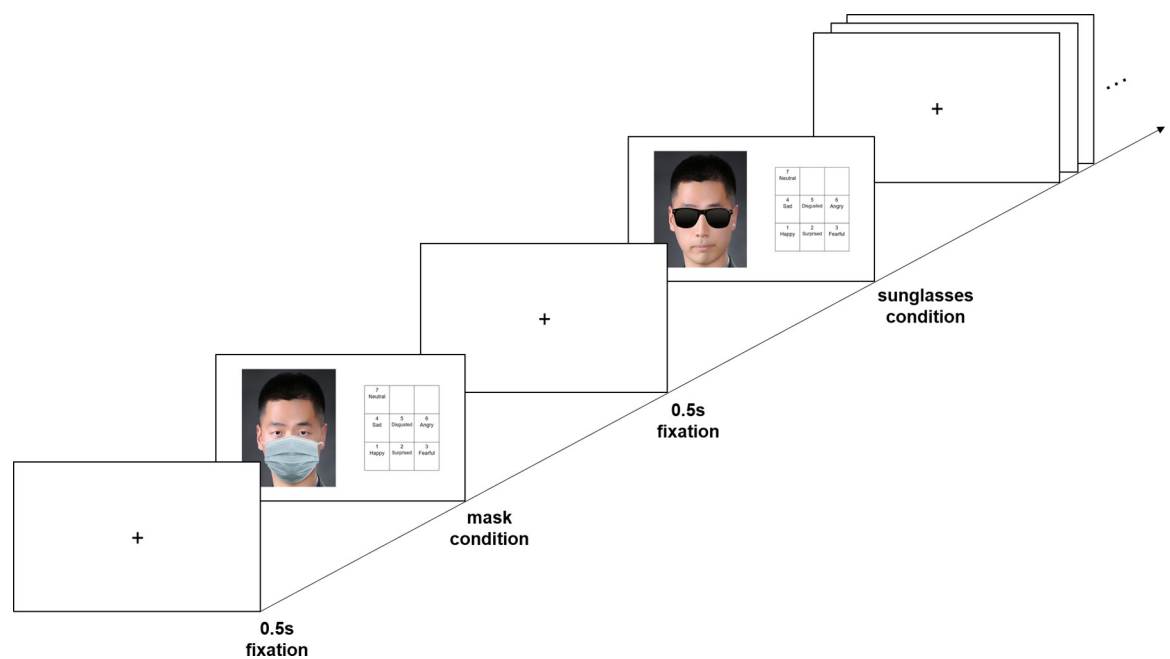 +
...
7
Neutral
4 5 6
Sad Disgusted Angry
1 2 3
Happy Surprised Fearful
sunglasses
condition
+
0.5s
fixation
7
Neutral
4 5 6
Sad Disgusted Angry
1 2 3
Happy Surprised Fearful
mask
condition
+
0.5s
fixation